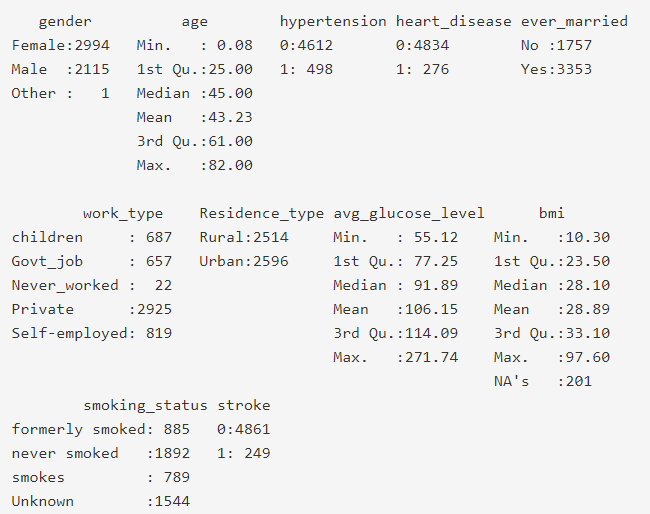 gender age hypertension heart_disease ever_married
Female:2994 Min. : 0.08 0:4612 0:4834 No :1757
Male :2115 1st Qu.:25.00 1: 498 1: 276 Yes:3353
Other : 1 Median :45.00
Mean :43.23
3rd Qu.:61.00
Max. :82.00
work_type Residence_type avg_glucose_level bmi
children : 687 Rural:2514 Min. : 55.12 Min. :10.30
Govt_job : 657 Urban:2596 1st Qu.: 77.25 1st Qu.:23.50
Never_worked : 22 Median : 91.89 Median :28.10
Private :2925 Mean :106.15 Mean :28.89
Self-employed: 819 3rd Qu.:114.09 3rd Qu.:33.10
Max. :271.74 Max. :97.60
NA's :201
smoking_status stroke
formerly smoked: 885 0:4861
never smoked :1892 1: 249
smokes : 789
Unknown :1544